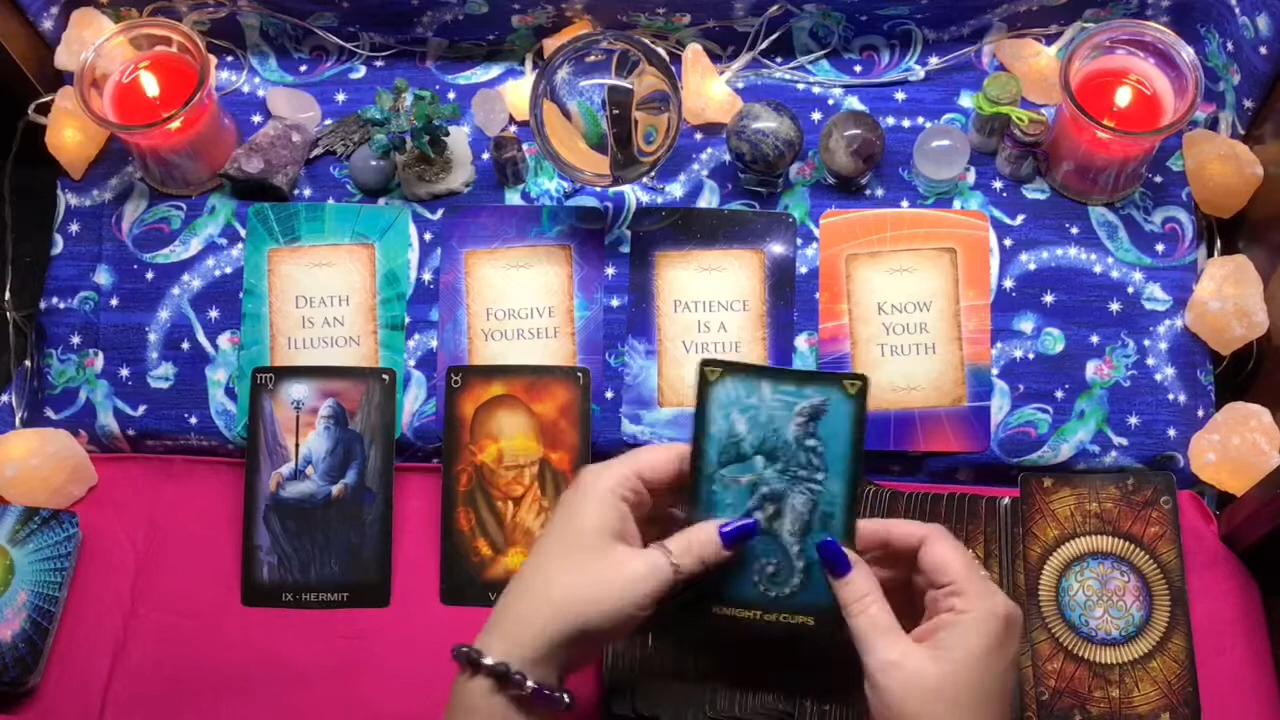 DEATH
IS AN
ILLUSION
FORGIVE
YOURSELF
PATIENCE
IS A
VIRTUE
KNOW
YOUR
TRUTH
IX • HERMIT
KNIGHT of CUPS